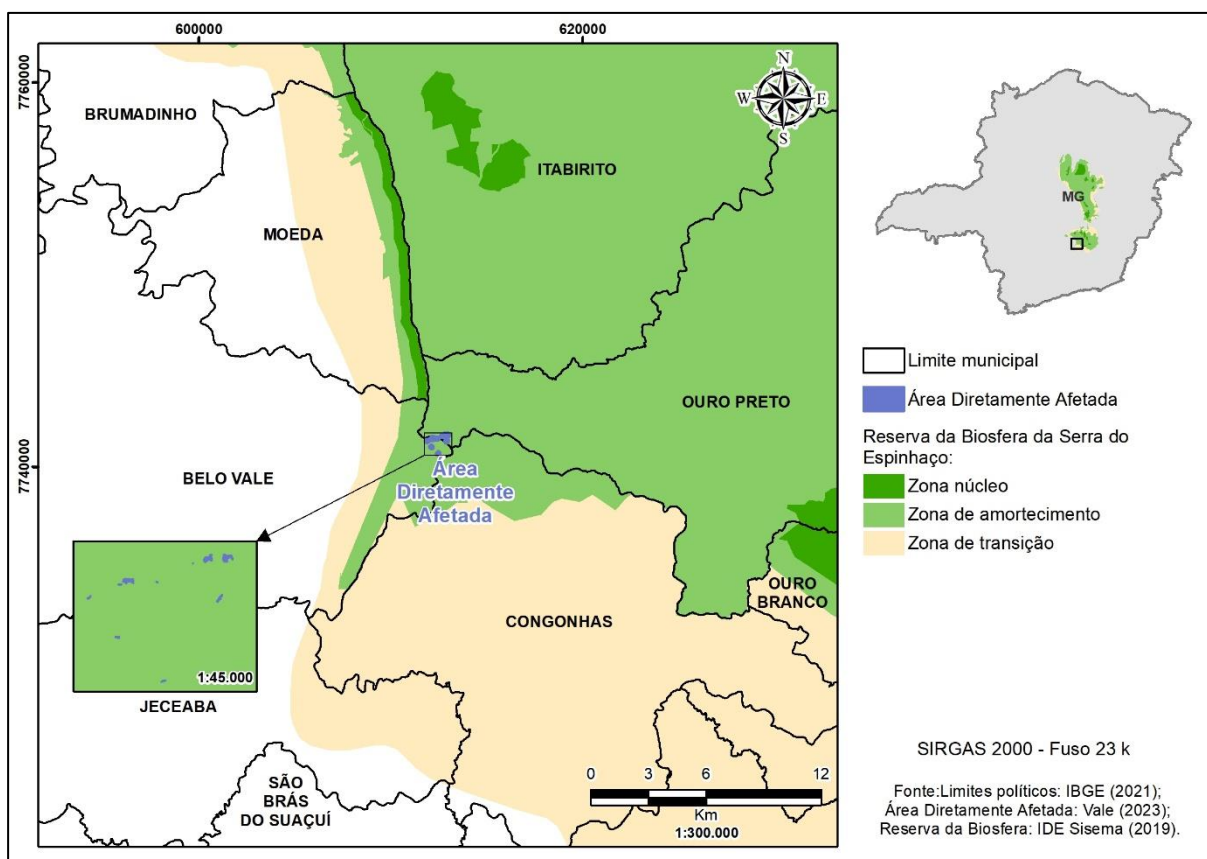 600000
620000
7760000
7740000
N
W E
S
BRUMADINHO
ITABIRITO
MOEDA
OURO PRETO
BELO VALE
Área
Diretamente
Afetada
OURO
BRANCO
CONGONHAS
1:45.000
JECEABA
SÃO
BRÁS
DO SUAÇUÍ
0 3 6 12
Km
1:300.000
MG
Limite municipal
Área Diretamente Afetada
Reserva da Biosfera da Serra do
Espinhaço:
Zona núcleo
Zona de amortecimento
Zona de transição
SIRGAS 2000 - Fuso 23 k
Fonte:Limites políticos: IBGE (2021);
Área Diretamente Afetada: Vale (2023);
Reserva da Biosfera: IDE Sisema (2019).